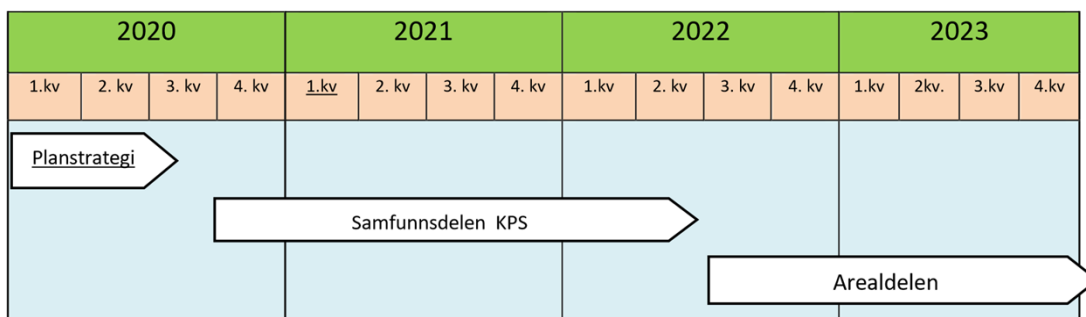 2020 2021 2022 2023
1.kv 2. kv 3. kv 4. kv 1.kv 2. kv 3. kv 4. kv 1.kv 2. kv 3. kv 4. kv 1.kv 2kv. 3.kv 4.kv
Planstrategi
Samfunnsdelen KPS
Arealdelen